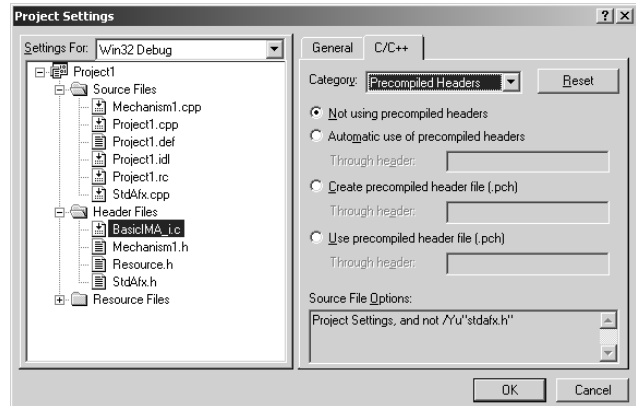 Project Settings
Settings For: Win32 Debug
Project1
Source Files
Mechanism1.cpp
Project1.cpp
Project1.def
Project1.idl
Project1.rc
StdAfx.cpp
Header Files
BasicIMA_i.c
Mechanism1.h
Resource.h
StdAfx.h
Resource Files
General C/C++
Category: Precompiled Headers Reset
Not using precompiled headers
Automatic use of precompiled headers
Through header:
Create precompiled header file (.pch)
Through header:
Use precompiled header file (.pch)
Through header:
Source File Options:
Project Settings, and not /Yu"stdafx.h"
OK Cancel